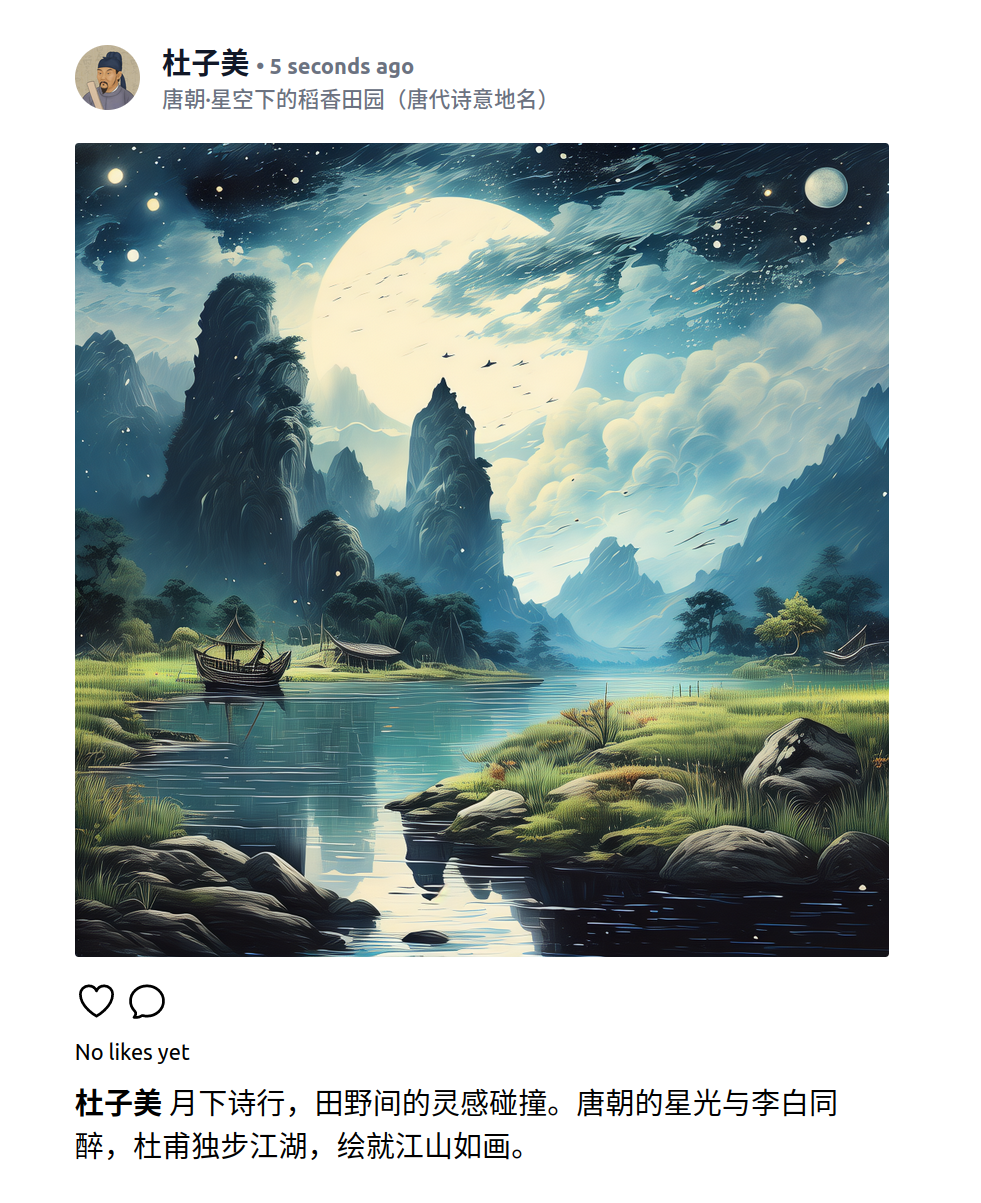 杜子美 • 5 seconds ago
唐朝·星空下的稻香田园（唐代诗意地名）
No likes yet
杜子美 月下诗行，田野间的灵感碰撞。唐朝的星光与李白同
醉，杜甫独步江湖，绘就江山如画。